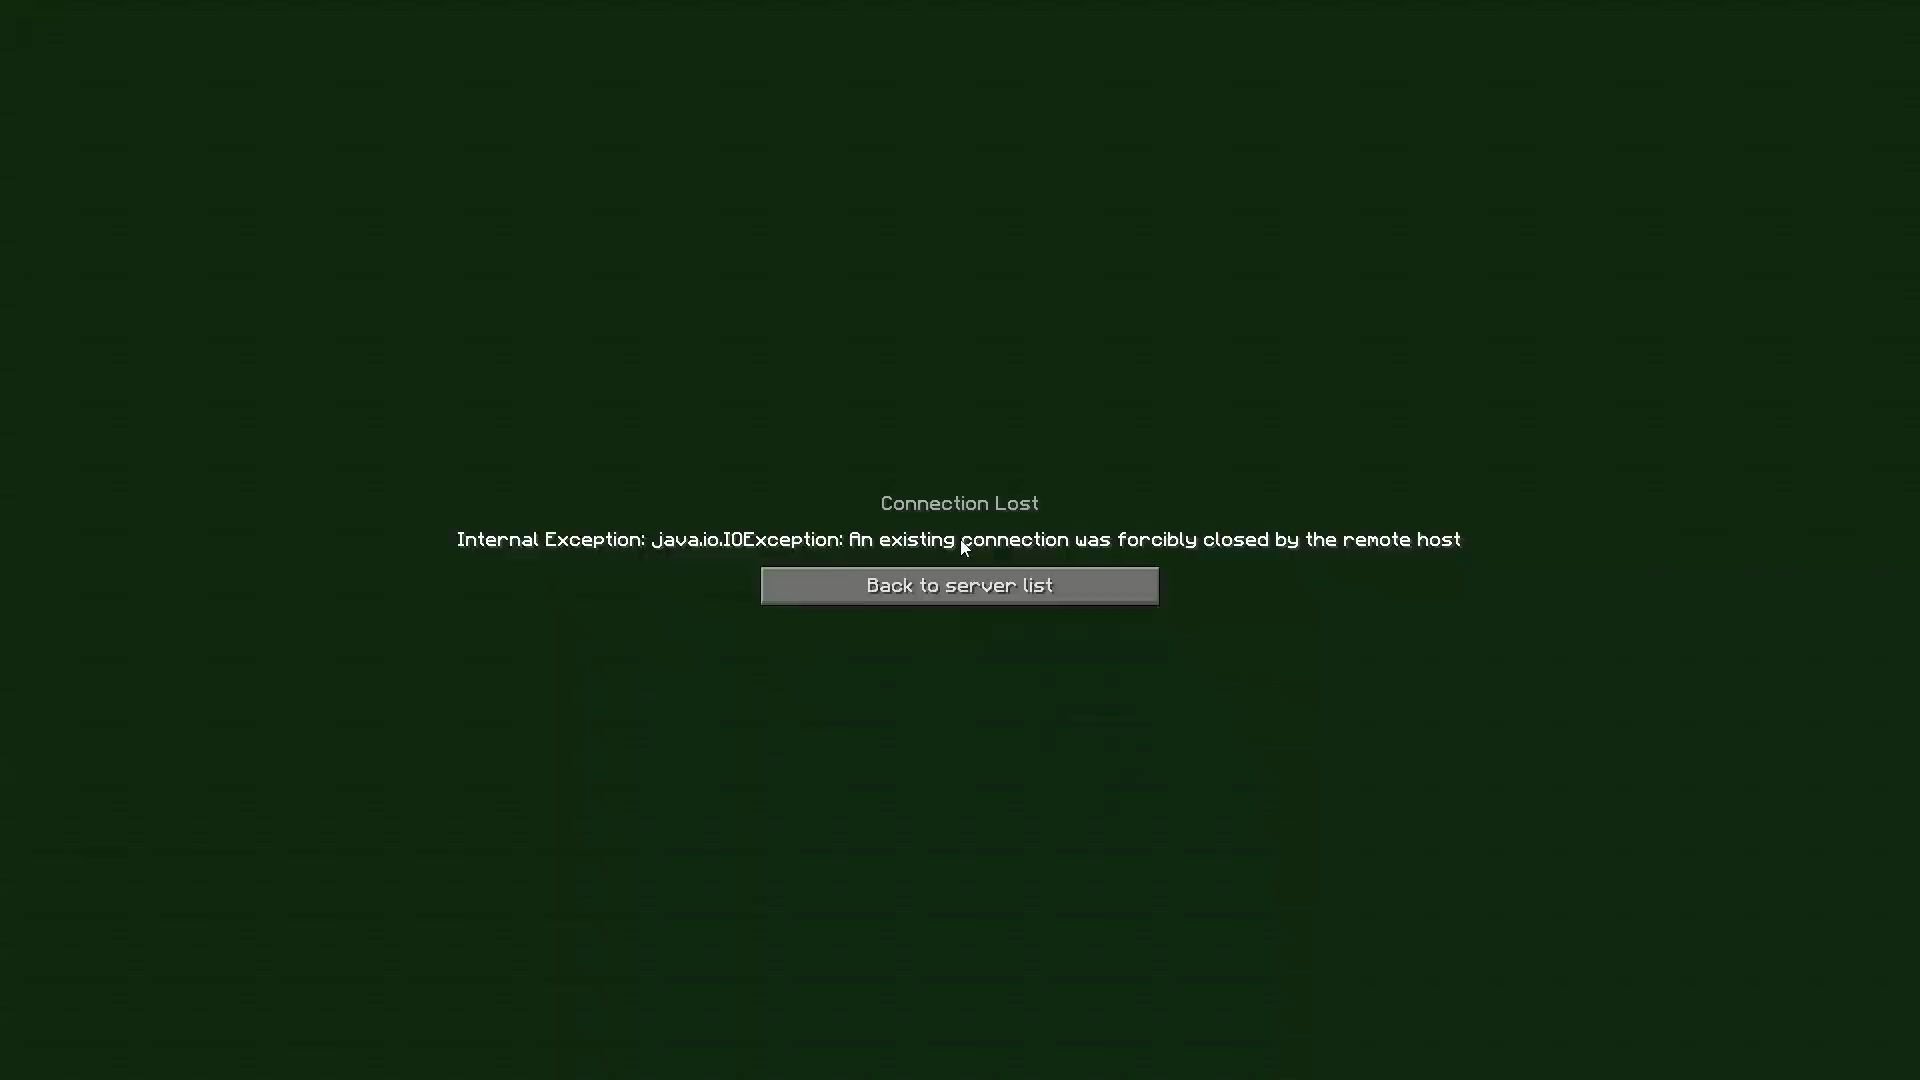 Connection Lost
Internal Exception: java.io.IOException: An existing connection was forcibly closed by the remote host
Back to server list